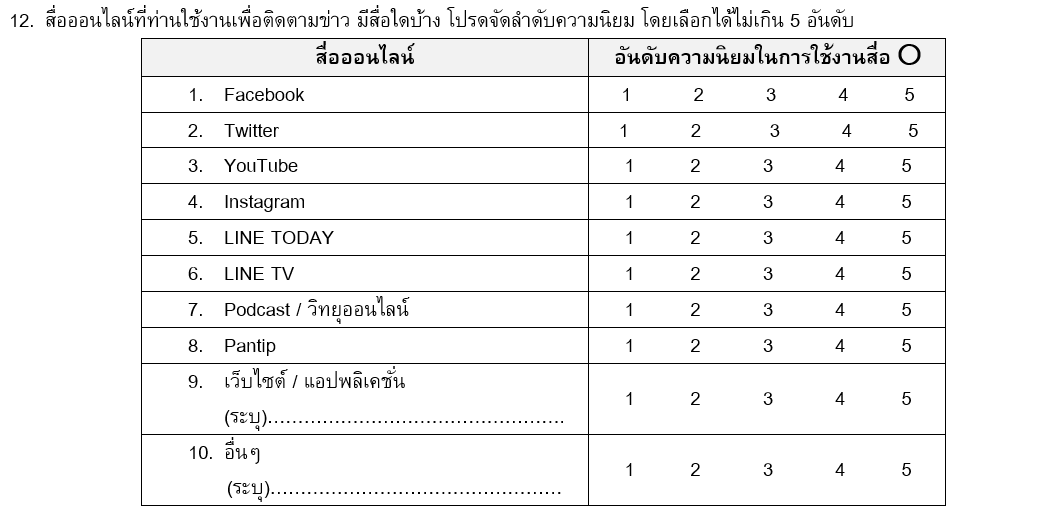 12. สื่อออนไลน์ที่ท่านใช้งานเพื่อติดตามข่าว มีสื่อใดบ้าง โปรดจัดลำดับความนิยม โดยเลือกได้ไม่เกิน 5 อันดับ
สื่อออนไลน์ อันดับความนิยมในการใช้งานสื่อ O
1. Facebook 1 2 3 4 5
2. Twitter 1 2 3 4 5
3. YouTube 1 2 3 4 5
4. Instagram 1 2 3 4 5
5. LINE TODAY 1 2 3 4 5
6. LINE TV 1 2 3 4 5
7. Podcast / วิทยุออนไลน์ 1 2 3 4 5
8. Pantip 1 2 3 4 5
9. เว็บไซต์ / แอปพลิเคชั่น
(ระบุ)................................................. 1 2 3 4 5
10. อื่นๆ
(ระบุ)................................................ 1 2 3 4 5